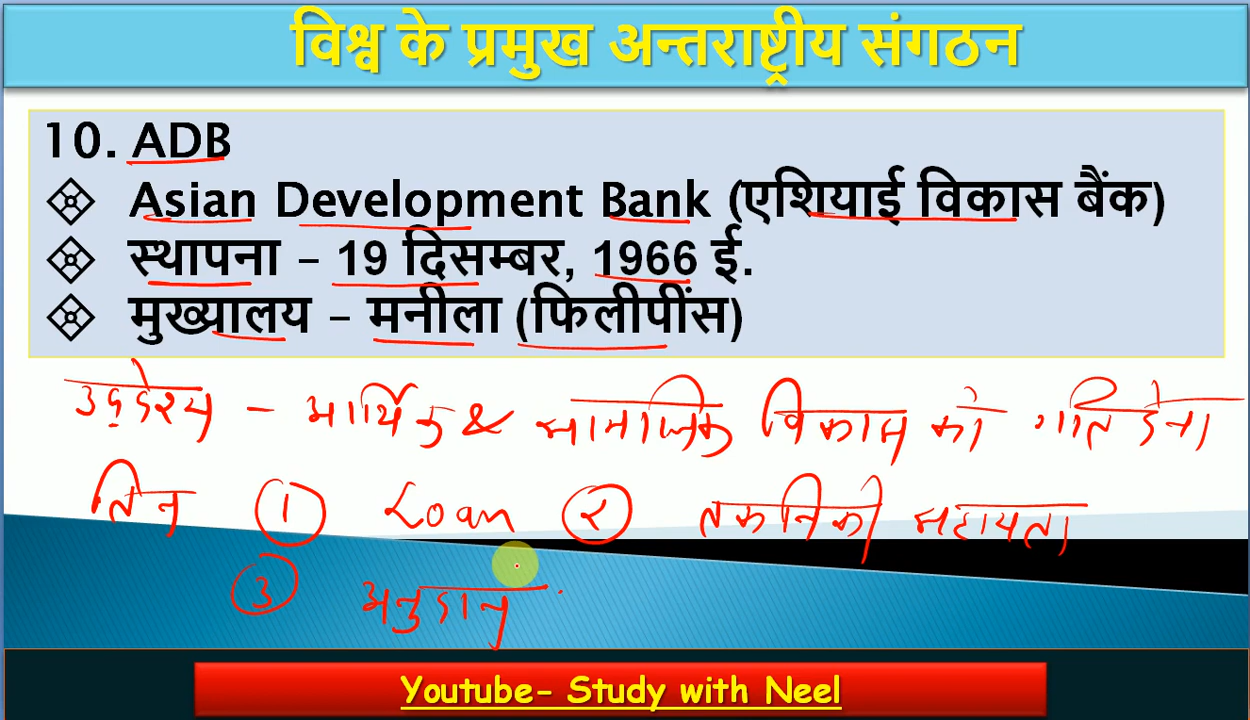 विश्व के प्रमुख अन्तराष्ट्रीय संगठन
10. ADB
Asian Development Bank (एशियाई विकास बैंक)
स्थापना – 19 दिसम्बर, 1966 ई.
मुख्यालय – मनीला (फिलीपींस)
उद्देश्य – आर्थिक & सामाजिक विकास को गति देना
तिन ① Loan ② तकनिकी सहायता
③ अनुदान
Youtube- Study with Neel